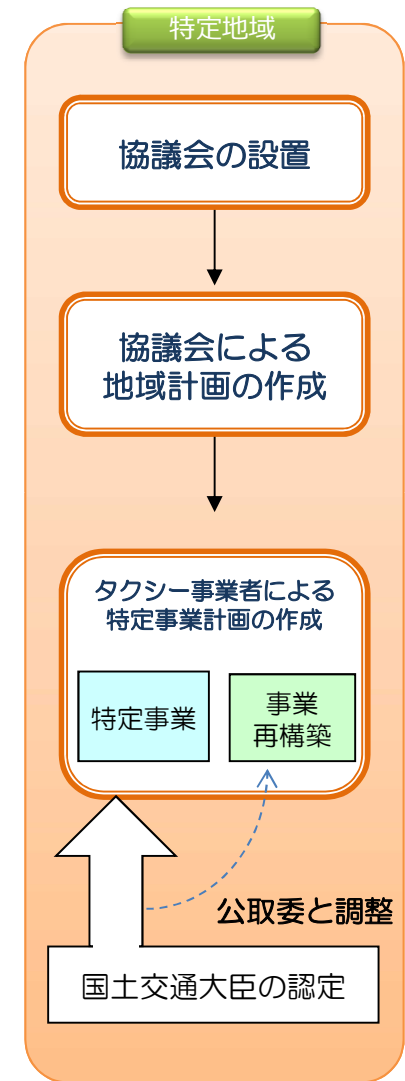 特定地域
協議会の設置
協議会による
地域計画の作成
タクシー事業者による
特定事業計画の作成
特定事業
事業
再構築
公取委と調整
国土交通大臣の認定